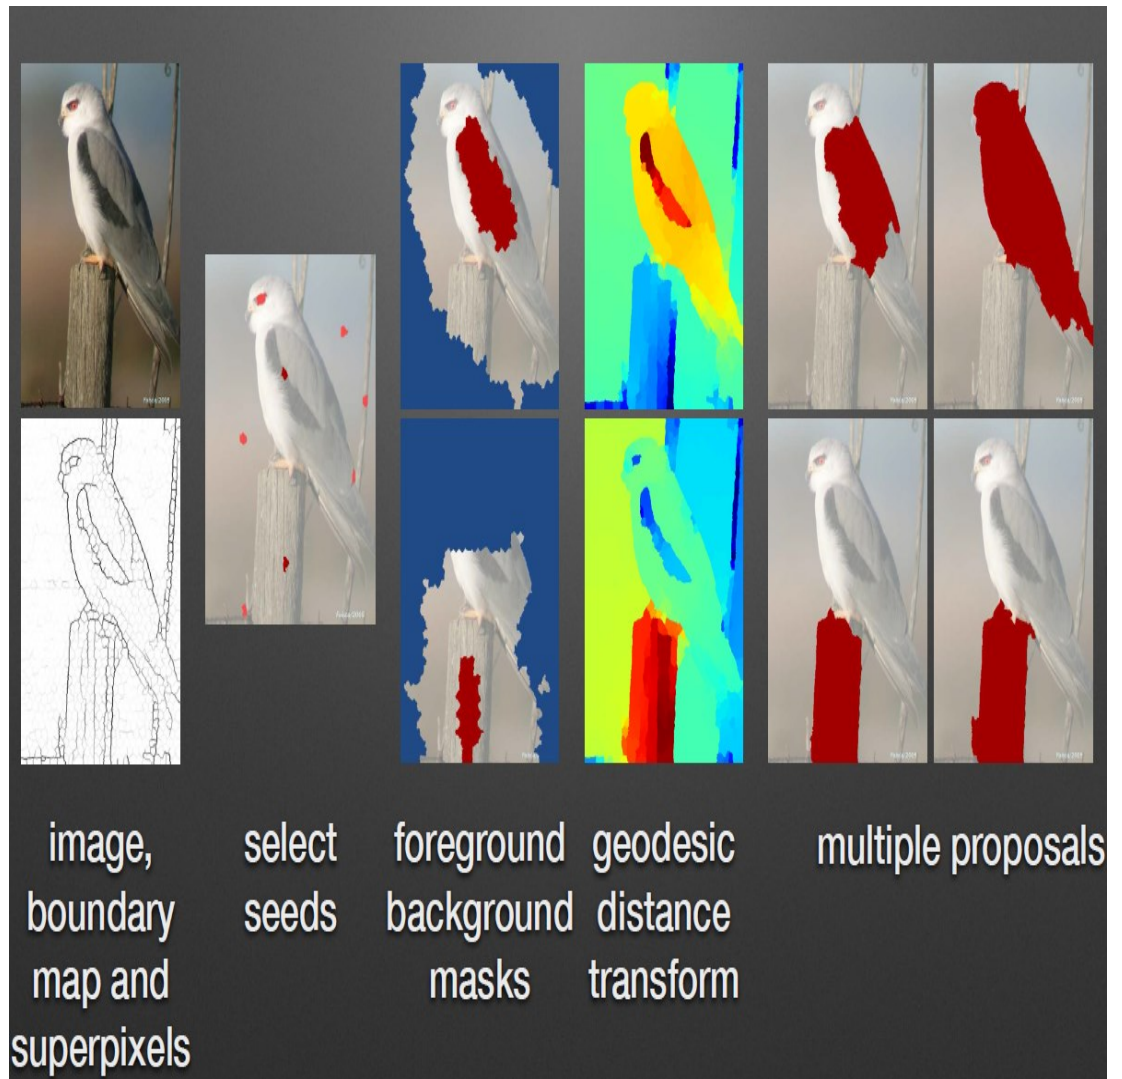 image,
boundary
map and
superpixels
select
seeds
foreground
background
masks
geodesic
distance
transform
multiple proposals